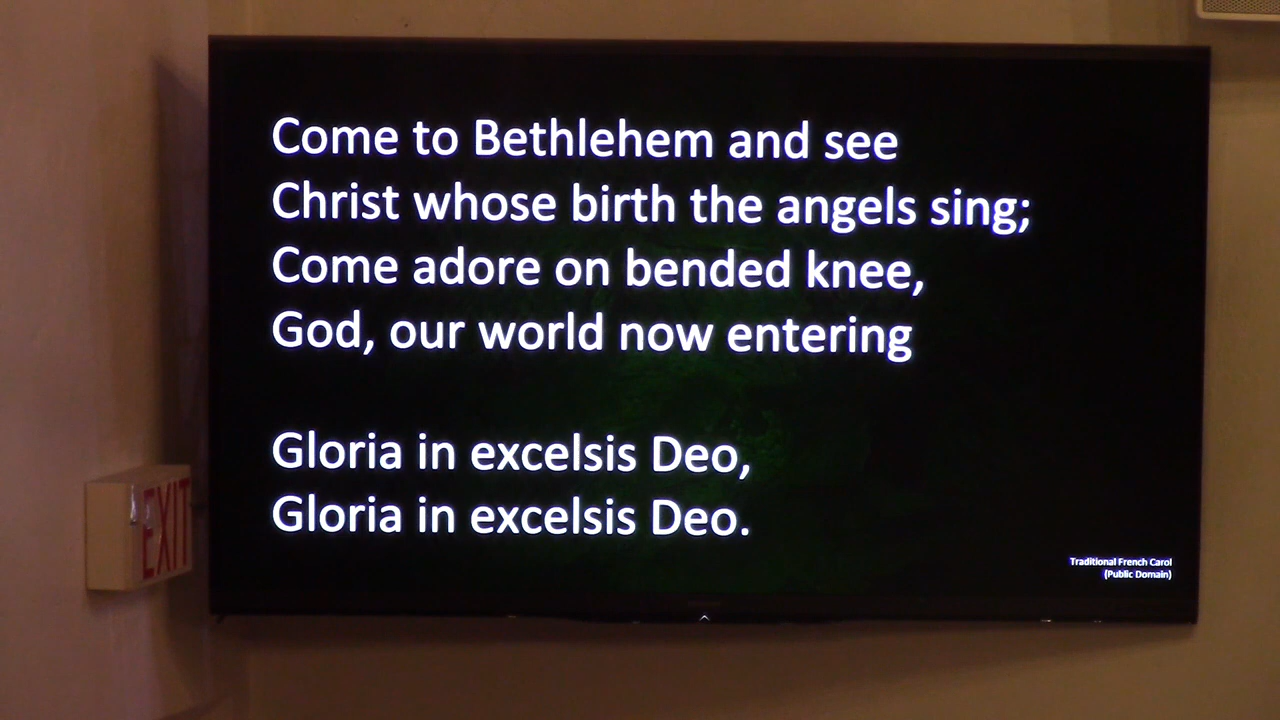 Come to Bethlehem and see
Christ whose birth the angels sing;
Come adore on bended knee,
God, our world now entering
Gloria in excelsis Deo,
Gloria in excelsis Deo.
Traditional French Carol
(Public Domain)
EXIT